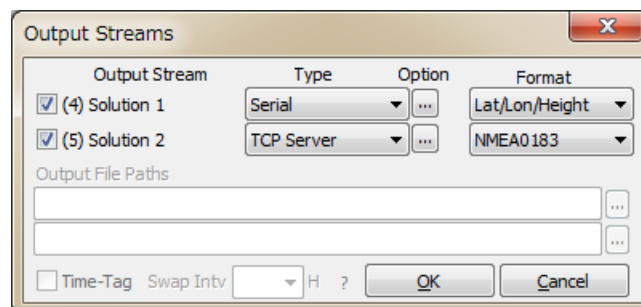 Output Streams
Output Stream Type Option Format
(4) Solution 1 Serial ... Lat/Lon/Height
(5) Solution 2 TCP Server ... NMEA0183
Output File Paths
...
...
Time-Tag Swap Intv H ? OK Cancel